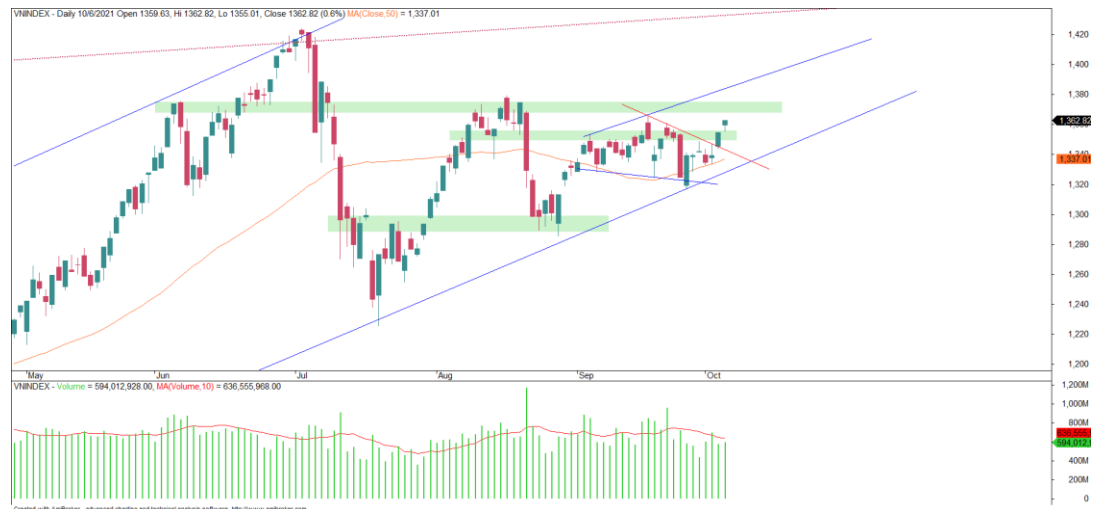 VNINDEX - Daily 10/6/2021 Open 1359.63, Hi 1362.82, Lo 1355.01, Close 1362.82 (0.6%) MA(Close,50) = 1,337.01
1,420
1,400
1,380
1,362.82
1,340
1,337.01
1,320
1,300
1,280
1,260
1,240
1,220
1,200
May Jun Jul Aug Sep Oct
VNINDEX - Volume = 594,012,928.00, MA(Volume,10) = 636,555,968.00
1,200M
1,000M
800M
594,012,9
400M
200M
0